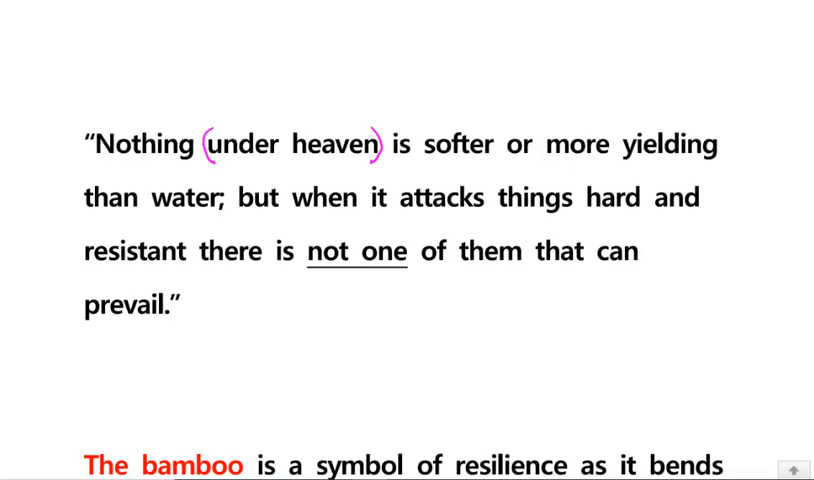 “Nothing (under heaven) is softer or more yielding
than water; but when it attacks things hard and
resistant there is not one of them that can
prevail.”
The bamboo is a symbol of resilience as it bends